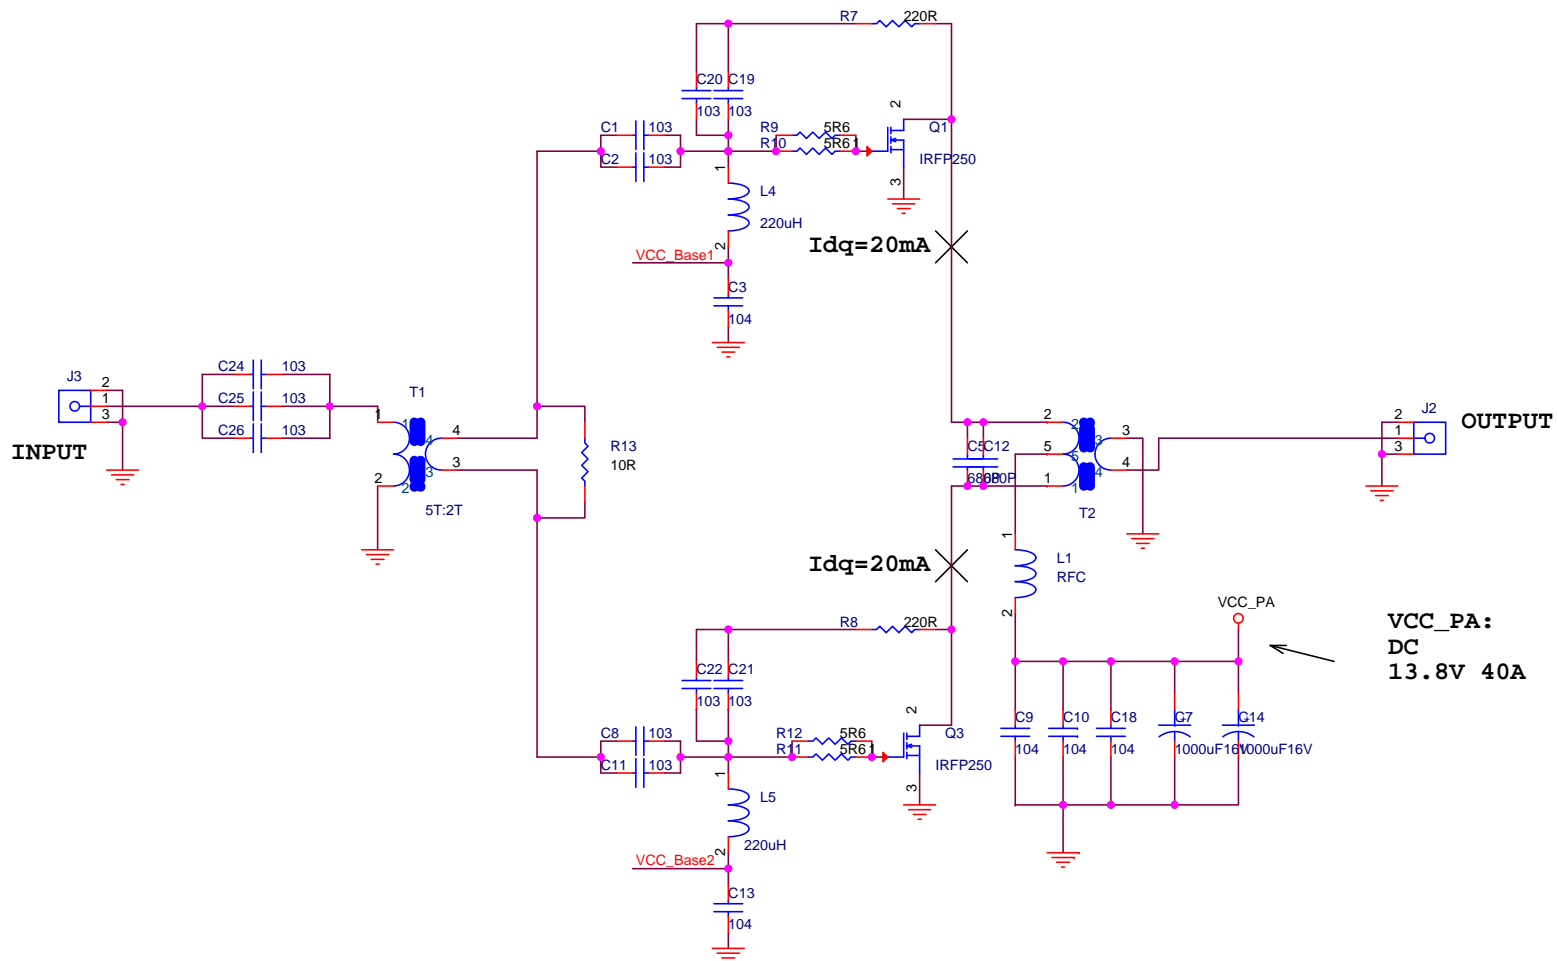 R7 220R
C20 C19
103 103
2
C1 103
R9 5R6
Q1
R10 5R6 1
C2 103
IRFP250
1
3
L4
220uH
2
Idq=20mA
VCC_Base1
C3
104
C24 103
J3
2
T1
C25 103
1
1
1
3
4
4
C26 103
INPUT
R13
10R
3
3
2
2
5T:2T
2
2
3
3
C5 C12
5
5
4
4
680P 680P
1
1
T2
J2
2
OUTPUT
1
3
Idq=20mA
1
L1
RFC
2
VCC_PA
VCC_PA:
DC
13.8V 40A
R8 220R
C22 C21
103 103
2
C8 103
R12 5R6
Q3
R11 5R6 1
C11 103
IRFP250
1
3
L5
220uH
2
VCC_Base2
C13
104
C9 C10 C18 C7 C14
104 104 104 1000uF16V 1000uF16V